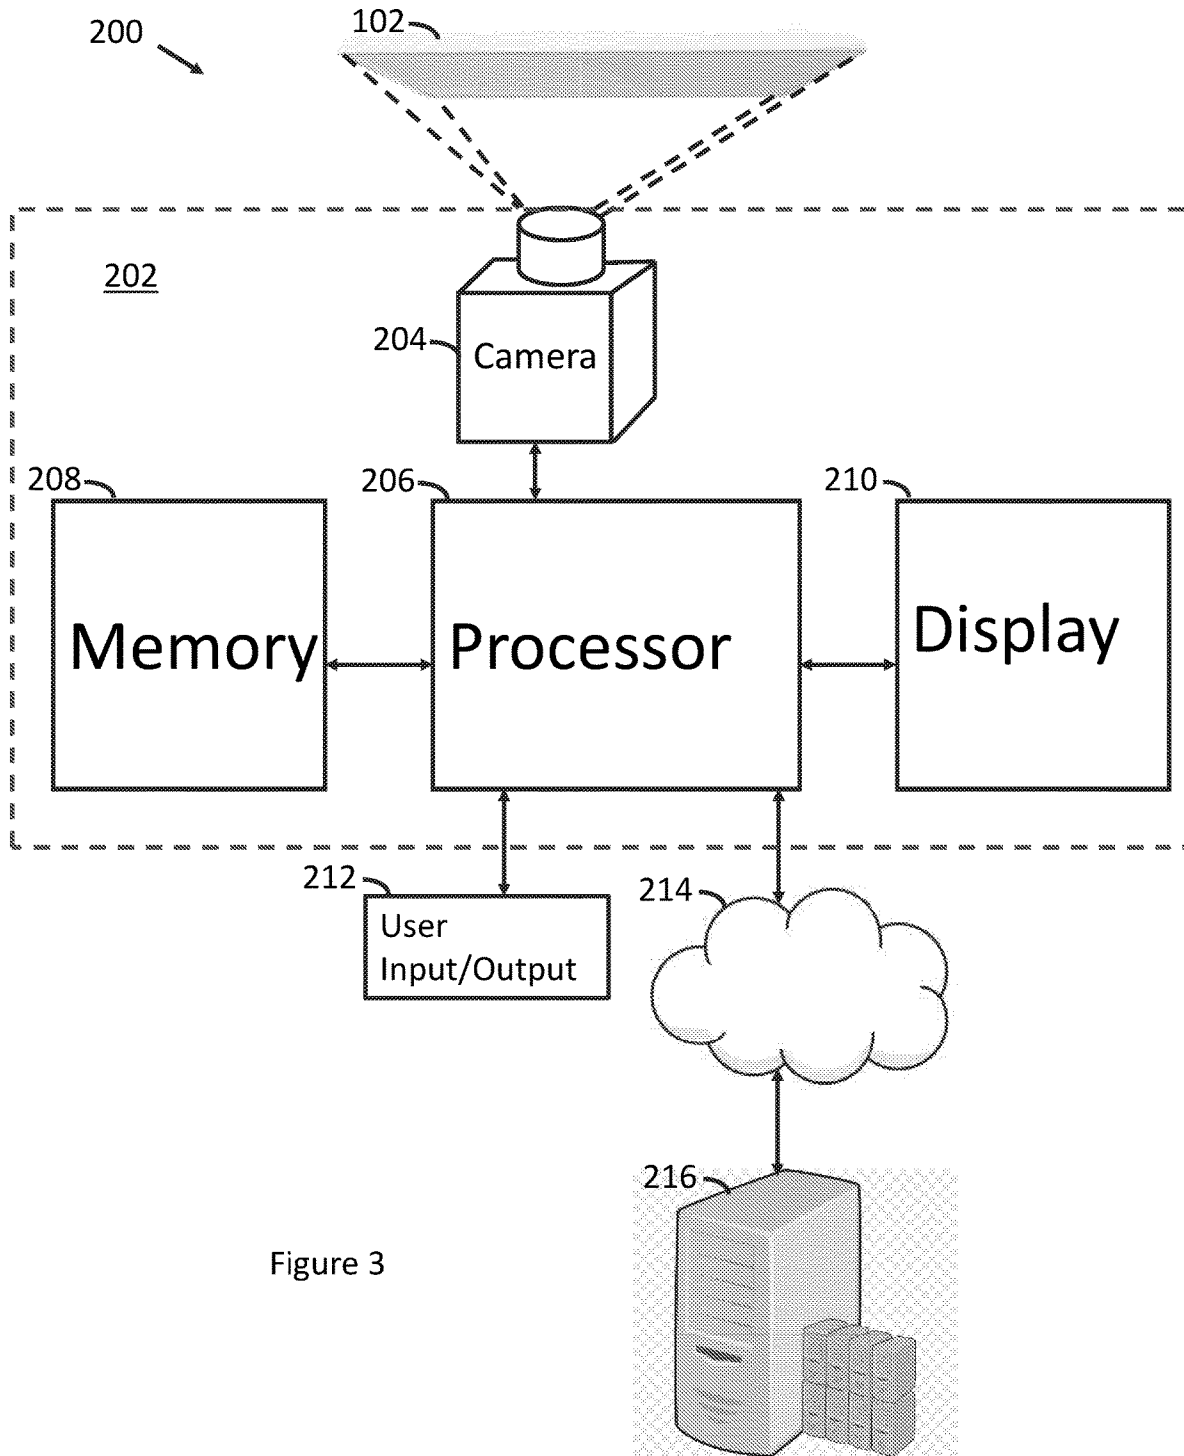 200
102
202
204
Camera
208
206
210
Memory
Processor
Display
212
User
Input/Output
214
216
Figure 3